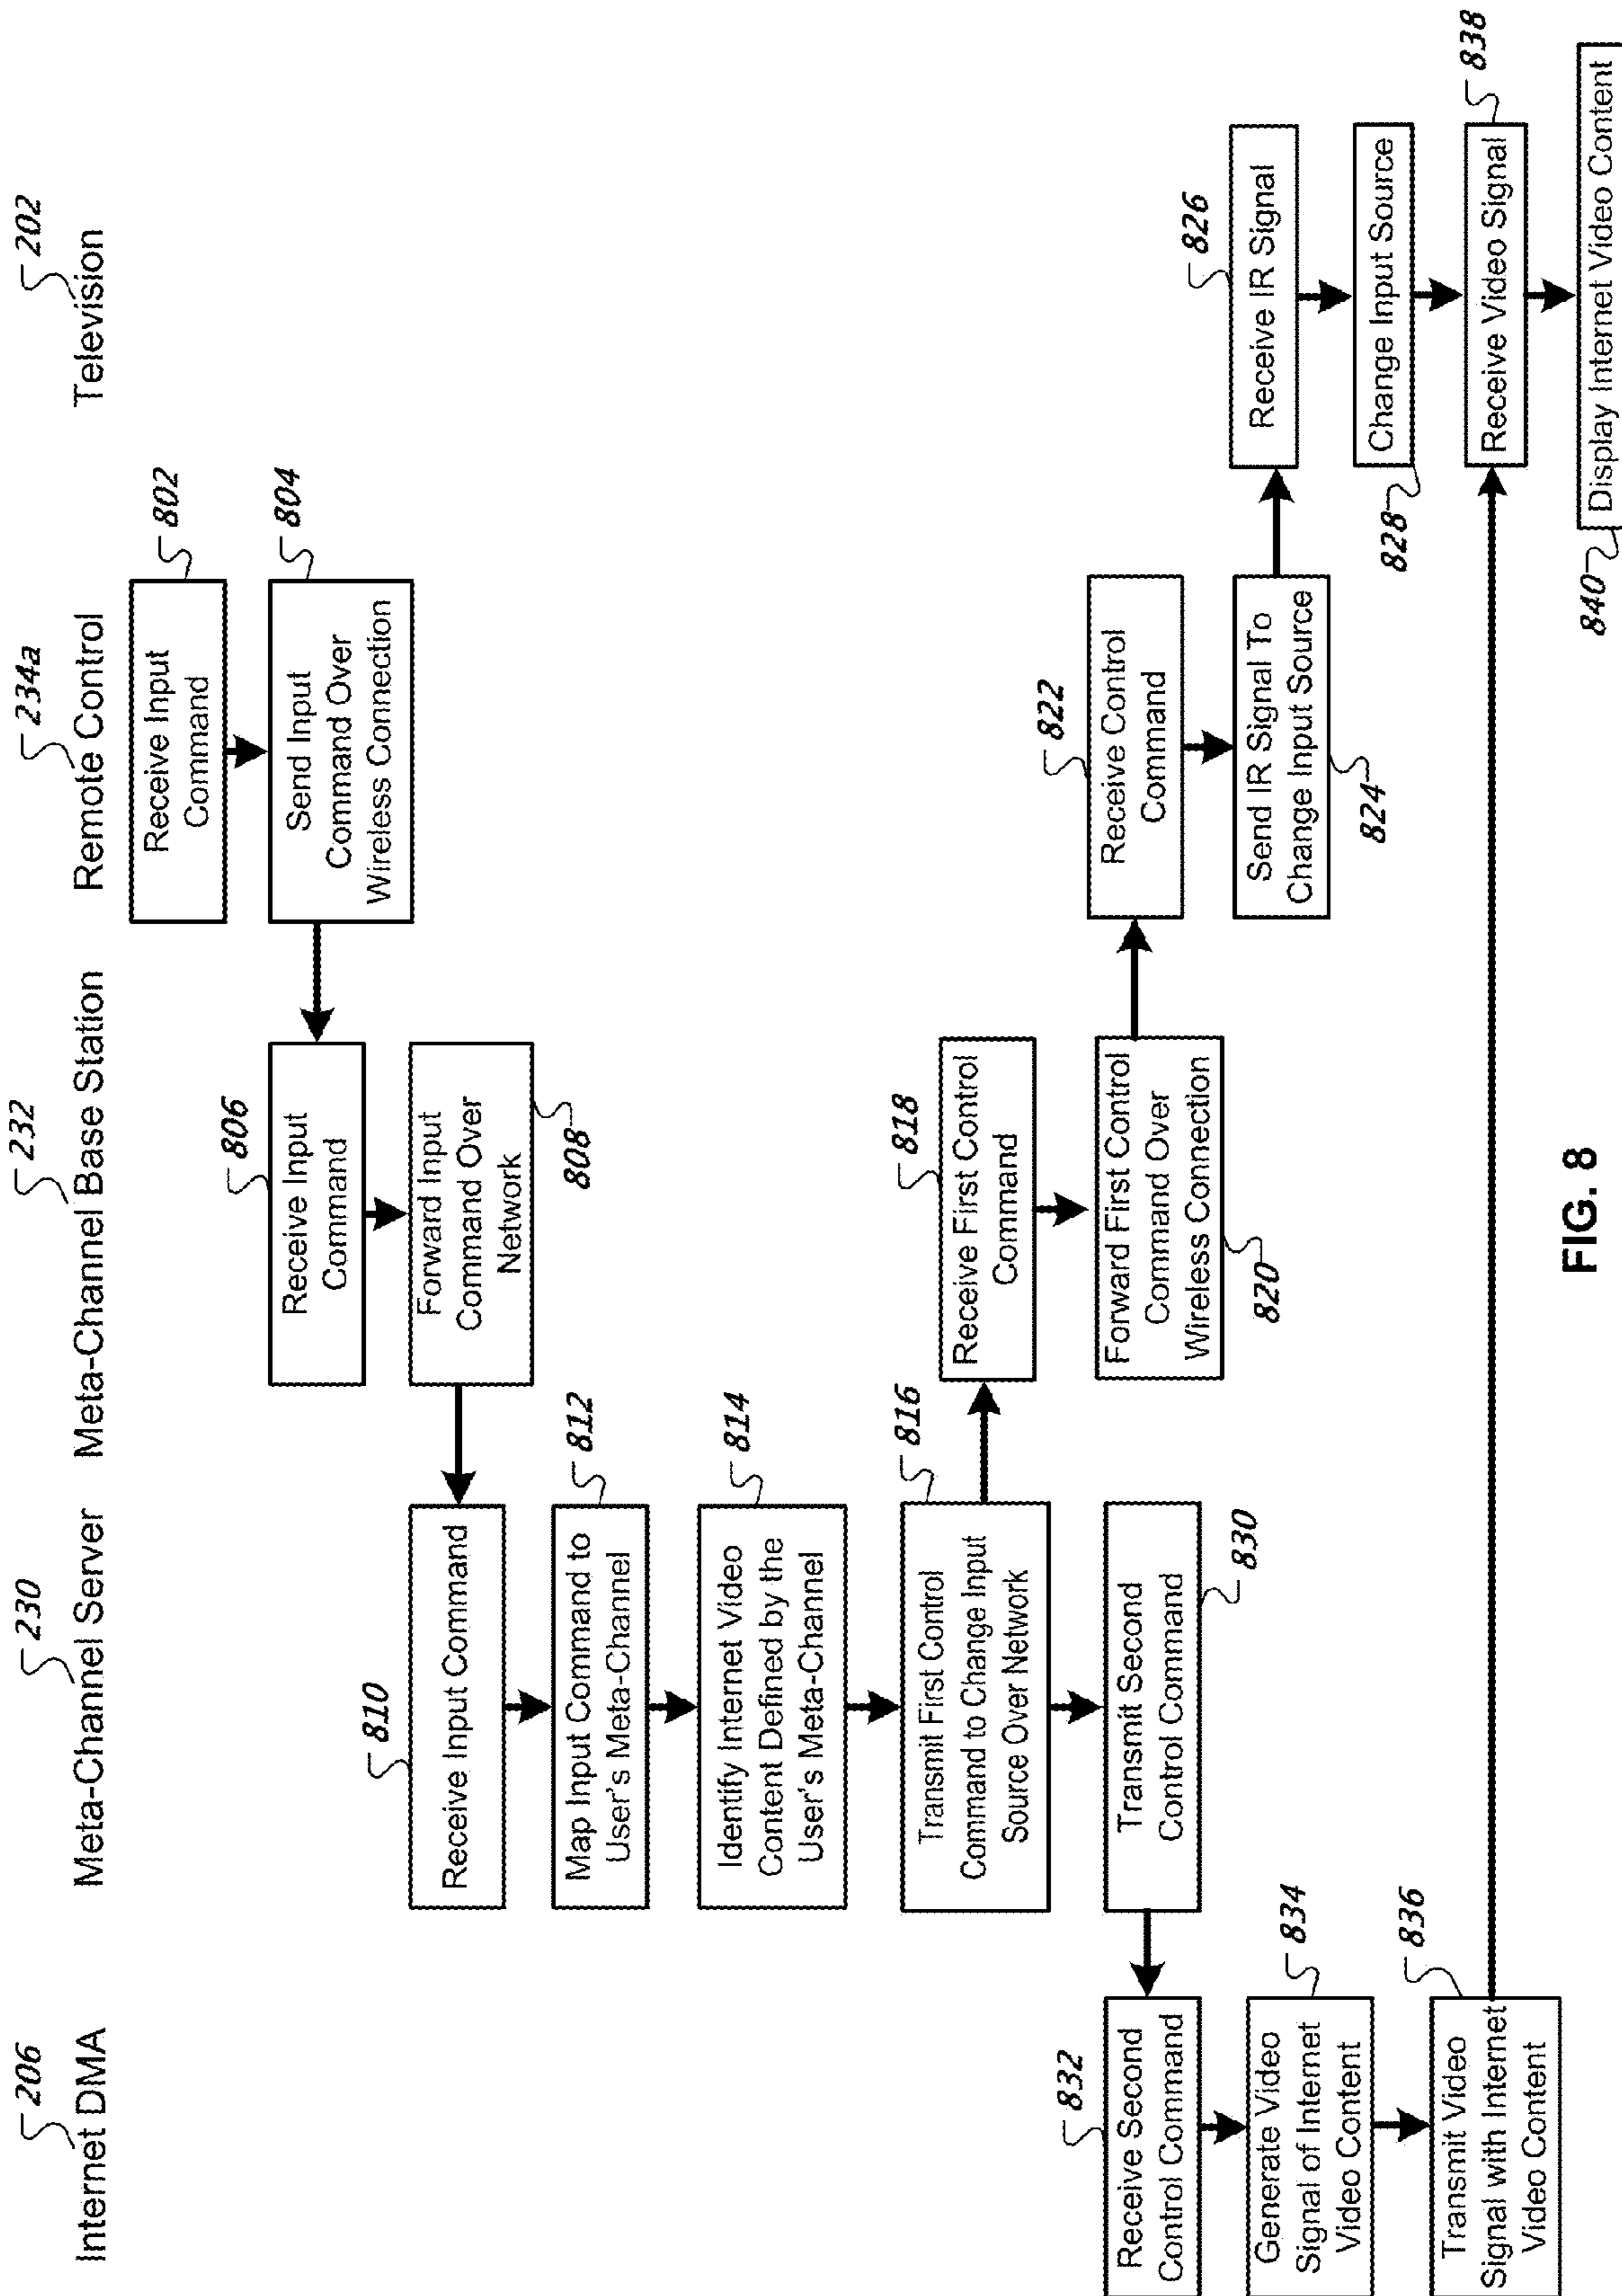 206
Internet DMA
230
Meta-Channel Server
232
Meta-Channel Base Station
234a
Remote Control
202
Television
Receive Input
Command
802
Send Input
Command Over
Wireless Connection
804
806
Receive Input
Command
Forward Input
Command Over
Network
808
810
Receive Input Command
Map Input Command to
User's Meta-Channel
812
Identify Internet Video
Content Defined by the
User's Meta-Channel
814
Transmit First Control
Command to Change Input
Source Over Network
816
818
Receive First Control
Command
Forward First Control
Command Over
Wireless Connection
820
822
Receive Control
Command
Send IR Signal To
Change Input Source
824
826
Receive IR Signal
Change Input Source
828
Transmit Second
Control Command
830
832
Receive Second
Control Command
Generate Video
Signal of Internet
Video Content
834
Transmit Video
Signal with Internet
Video Content
836
Receive Video Signal
838
840
Display Internet Video Content
FIG. 8